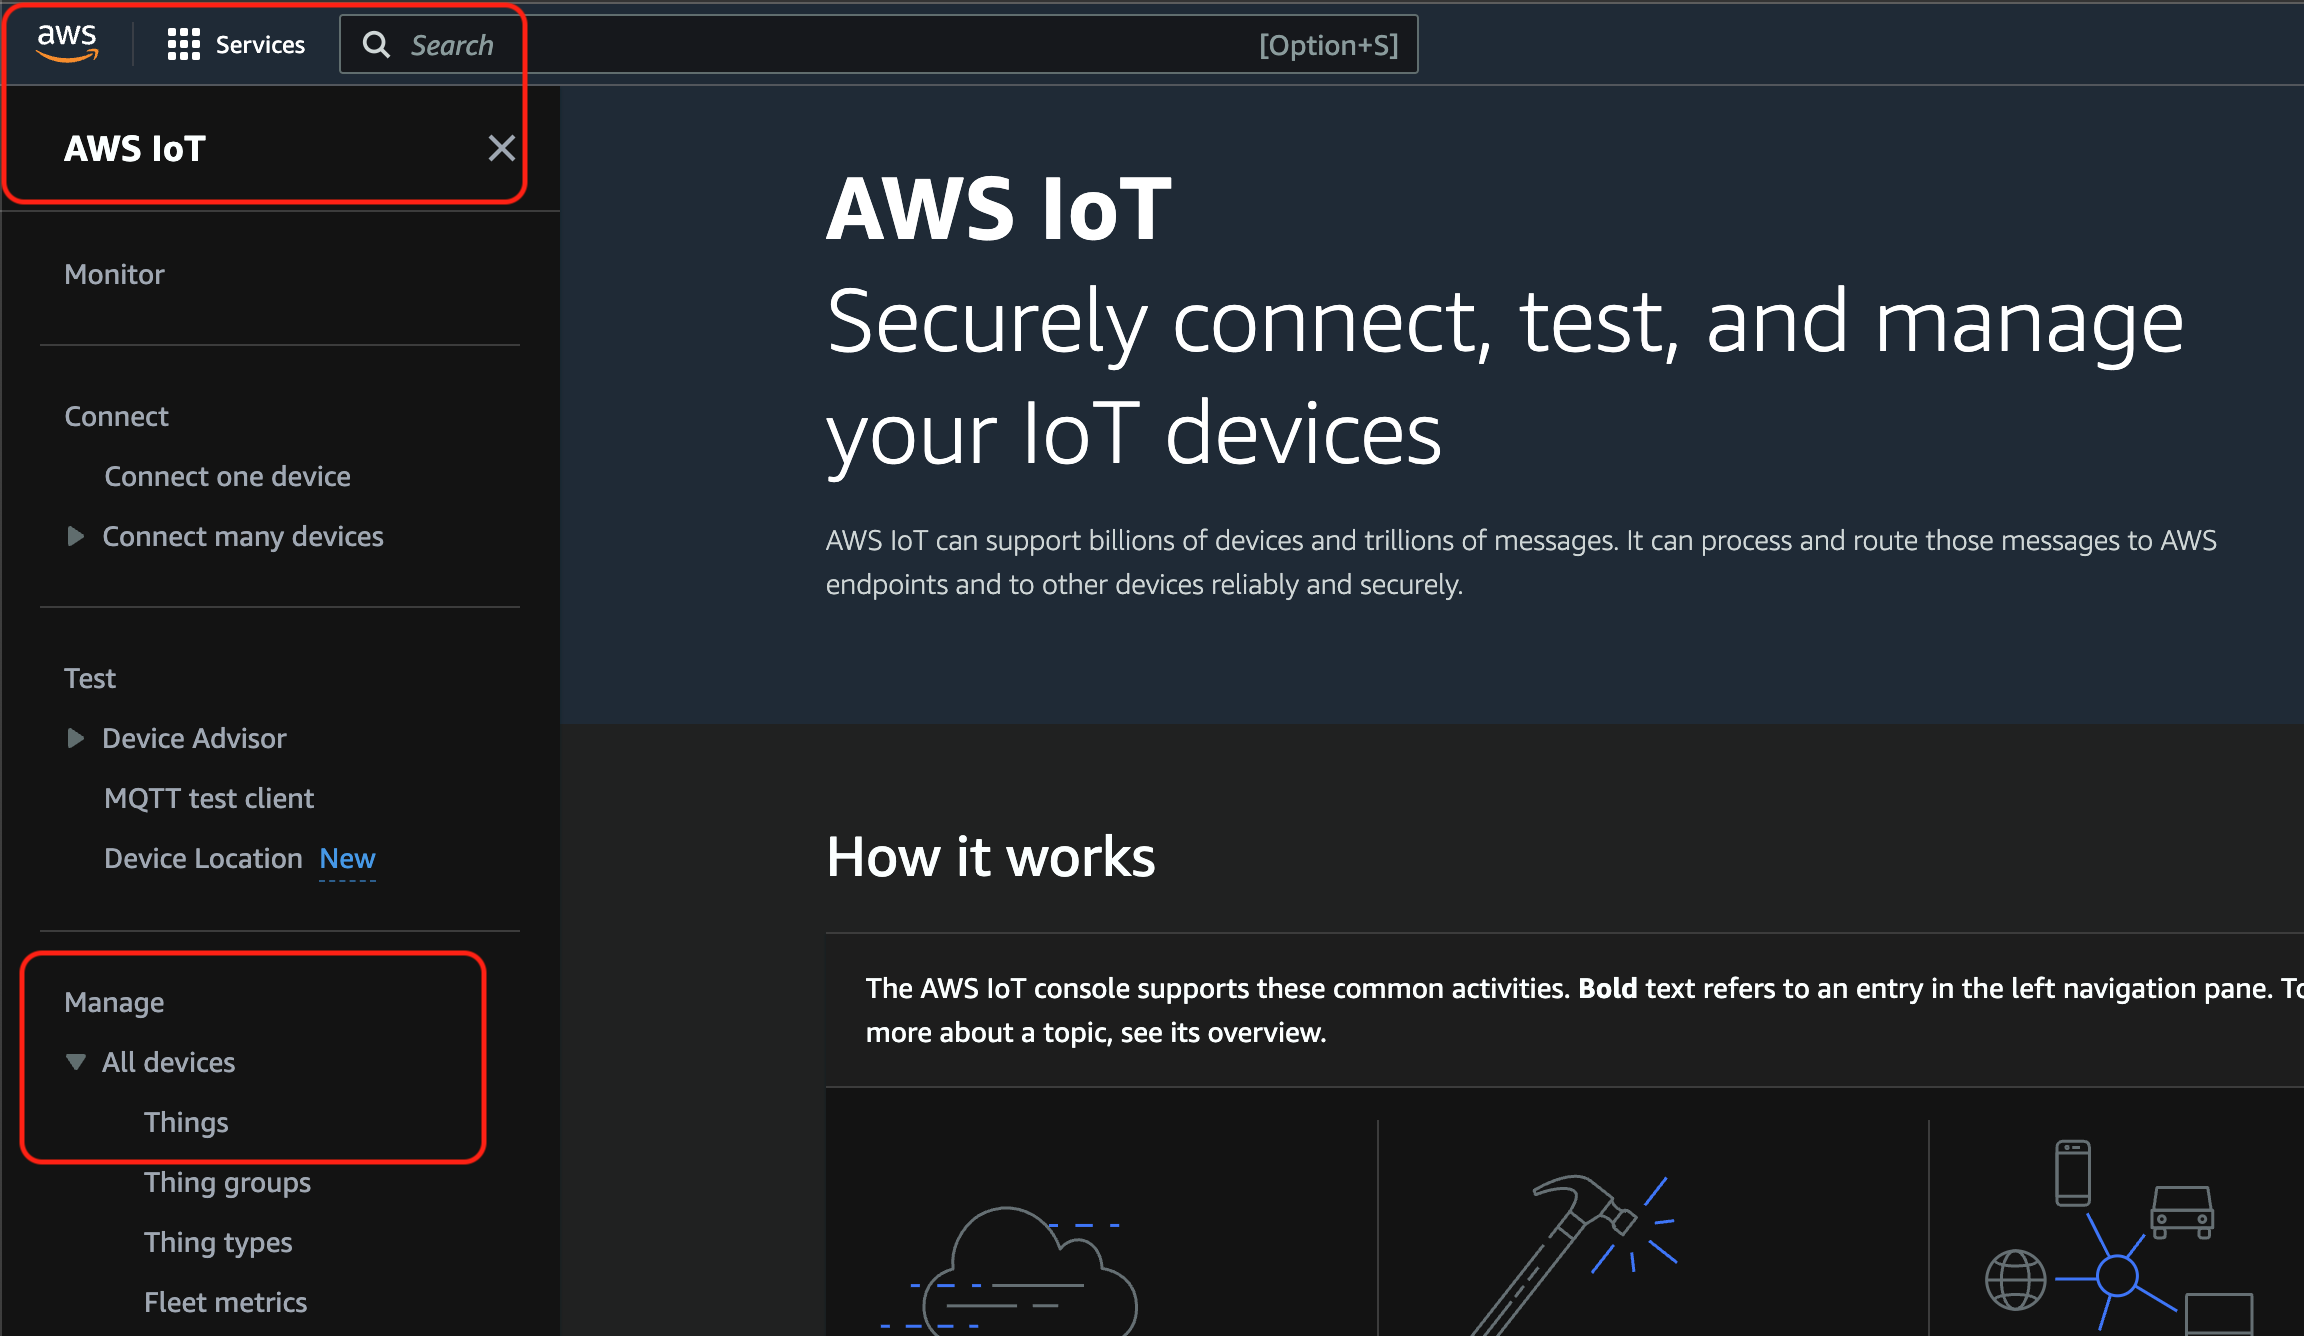 aws
Services
Search
[Option+S]
AWS IoT
Monitor
Connect
Connect one device
Connect many devices
Test
Device Advisor
MQTT test client
Device Location New
Manage
All devices
Things
Thing groups
Thing types
Fleet metrics
AWS IoT
Securely connect, test, and manage
your IoT devices
AWS IoT can support billions of devices and trillions of messages. It can process and route those messages to AWS
endpoints and to other devices reliably and securely.
How it works
The AWS IoT console supports these common activities. Bold text refers to an entry in the left navigation pane. To
more about a topic, see its overview.